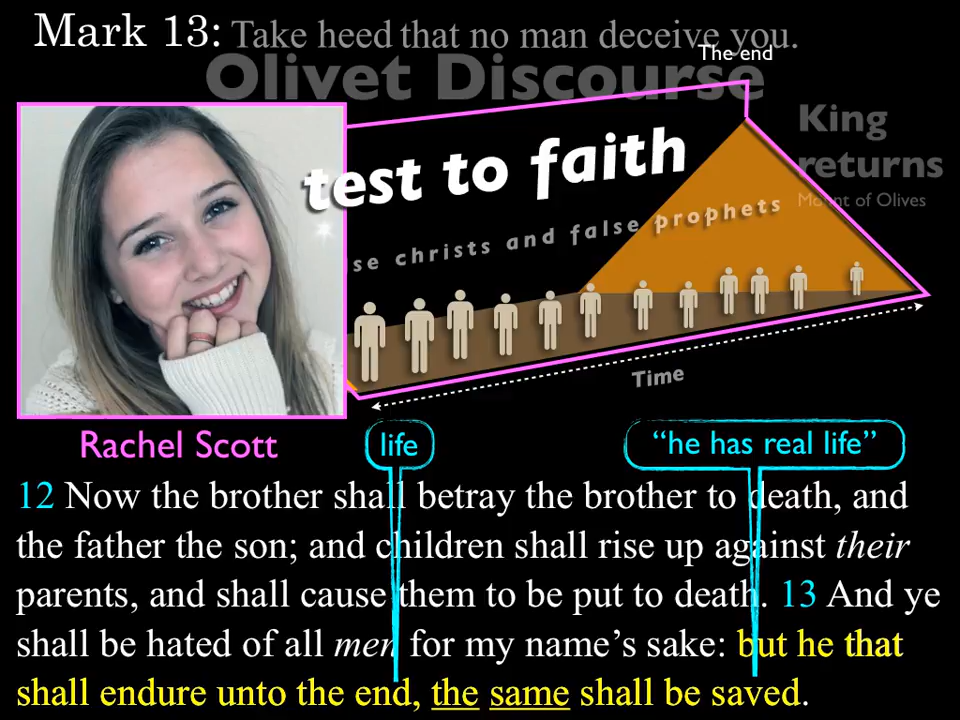 Mark 13: Take heed that no man deceive you.
The end
Olivet Discourse
King
returns
Mount of Olives
test to faith
se christs and false prophets
Time
Rachel Scott
life
“he has real life”
12 Now the brother shall betray the brother to death, and
the father the son; and children shall rise up against their
parents, and shall cause them to be put to death. 13 And ye
shall be hated of all men for my name’s sake: but he that
shall endure unto the end, the same shall be saved.